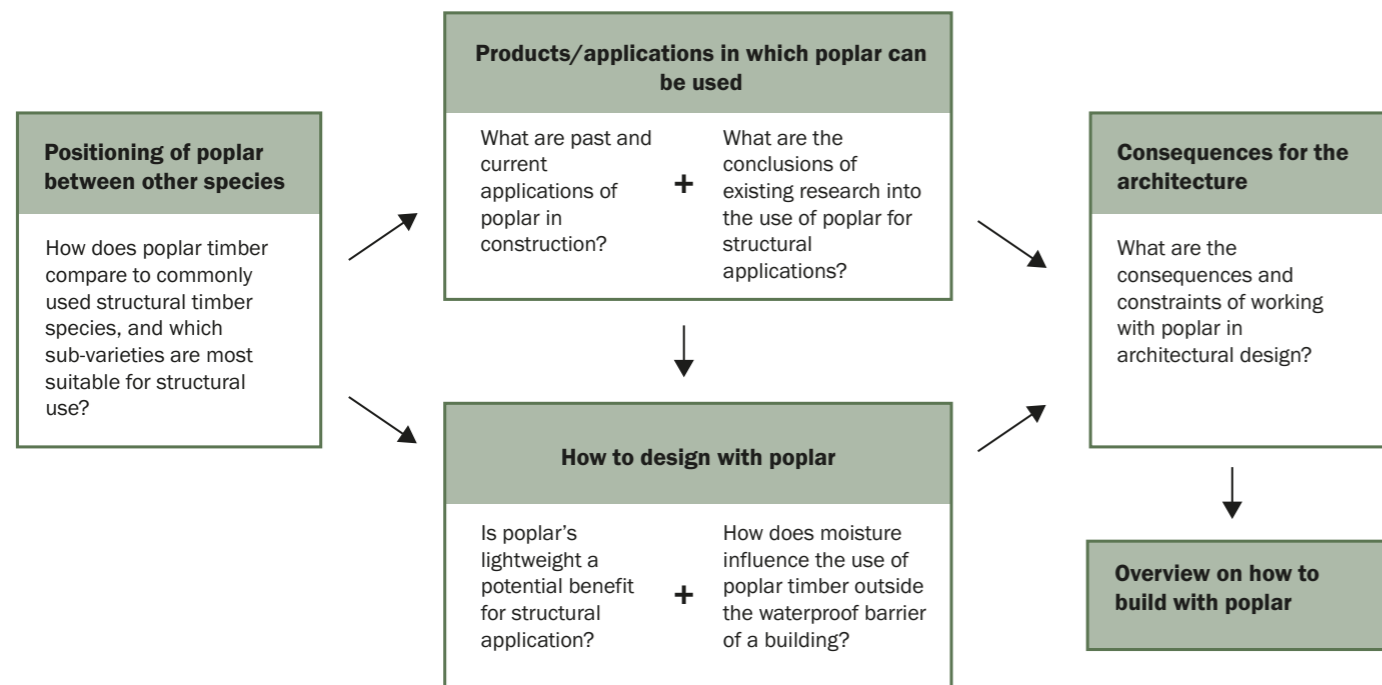 Positioning of poplar
between other species
How does poplar timber
compare to commonly
used structural timber
species, and which
sub-varieties are most
suitable for structural
use?
Products/applications in which poplar can
be used
What are past and
current
applications of
poplar in
construction?
+
What are the
conclusions of
existing research into
the use of poplar for
structural
applications?
How to design with poplar
Is poplar's
lightweight a
potential benefit
for structural
application?
+
How does moisture
influence the use of
poplar timber outside
the waterproof barrier
of a building?
Consequences for the
architecture
What are the
consequences and
constraints of working
with poplar in
architectural design?
Overview on how to
build with poplar